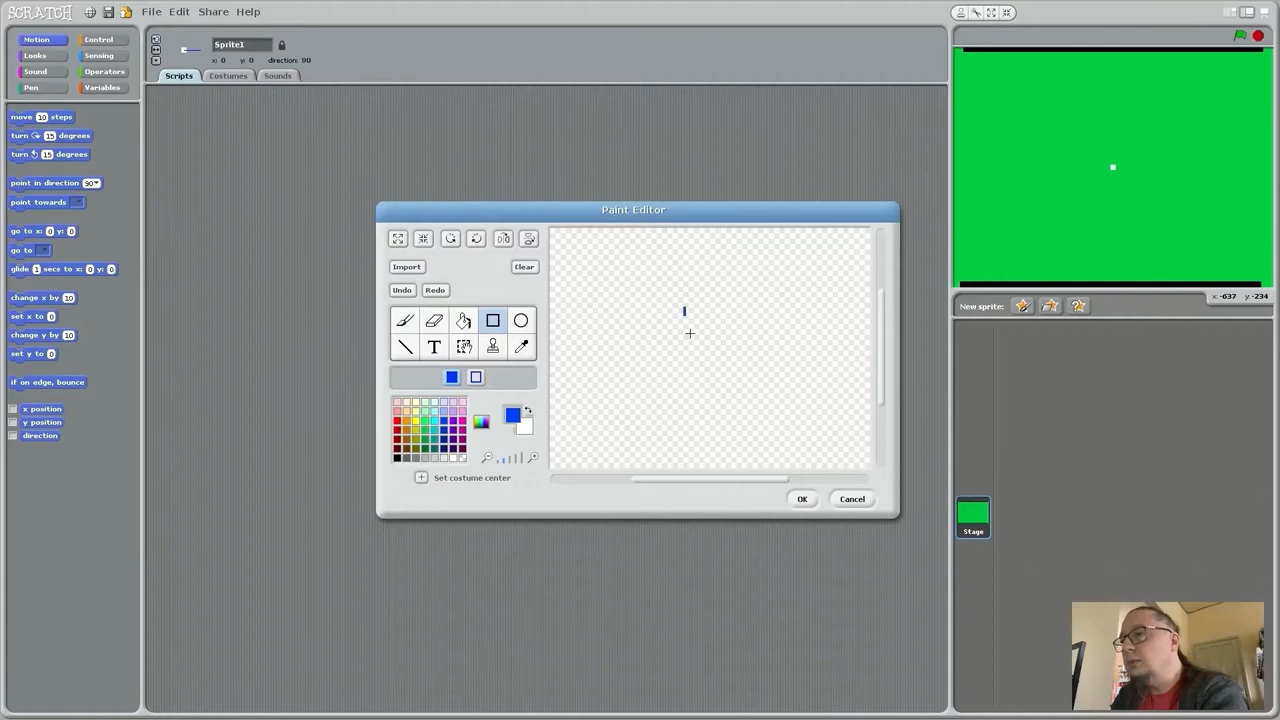 SCRATCH File Edit Share Help
Motion Control
Looks Sensing
Sound Operators
Pen Variables
Sprite1
x: 0 y: 0 direction: 90
Scripts Costumes Sounds
move 10 steps
turn 15 degrees
turn 15 degrees
point in direction 90
point towards
go to x: 0 y: 0
go to
glide 1 secs to x: 0 y: 0
change x by 10
set x to 0
change y by 10
set y to 0
if on edge, bounce
x position
y position
direction
Paint Editor
Import Clear
Undo Redo
T
Set costume center
OK Cancel
x: -637 y: -234
New sprite:
Stage